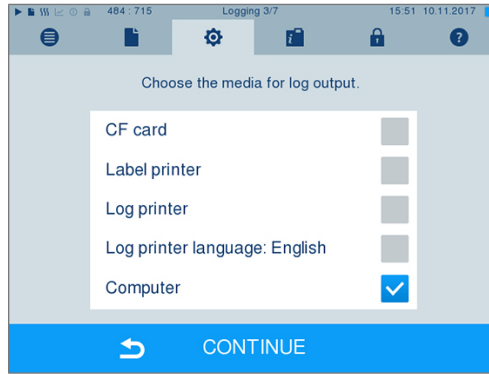 484 : 715 Logging 3/7 15:51 10.11.2017
Choose the media for log output.
CF card
Label printer
Log printer
Log printer language: English
Computer
CONTINUE